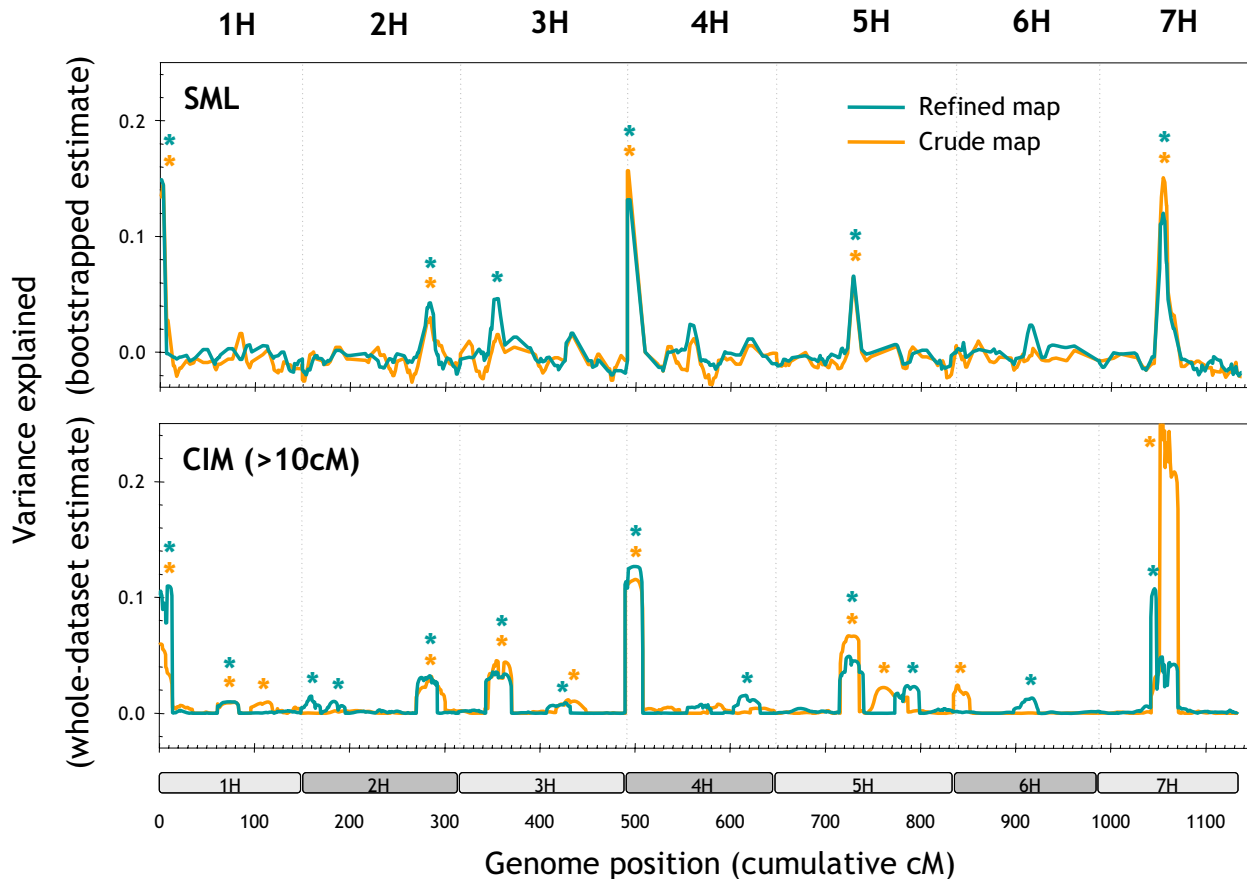 1H 2H 3H 4H 5H 6H 7H
SML
Refined map
Crude map
0.2
0.1
0.0
Variance explained
(bootstrapped estimate)
* *
* *
*
* *
* *
* *
CIM (>10cM)
0.2
0.1
0.0
(whole-dataset estimate)
* *
* *
*
*
*
* *
* *
*
*
* *
*
* *
*
*
*
*
*
*
1H 2H 3H 4H 5H 6H 7H
0 100 200 300 400 500 600 700 800 900 1000 1100
Genome position (cumulative cM)